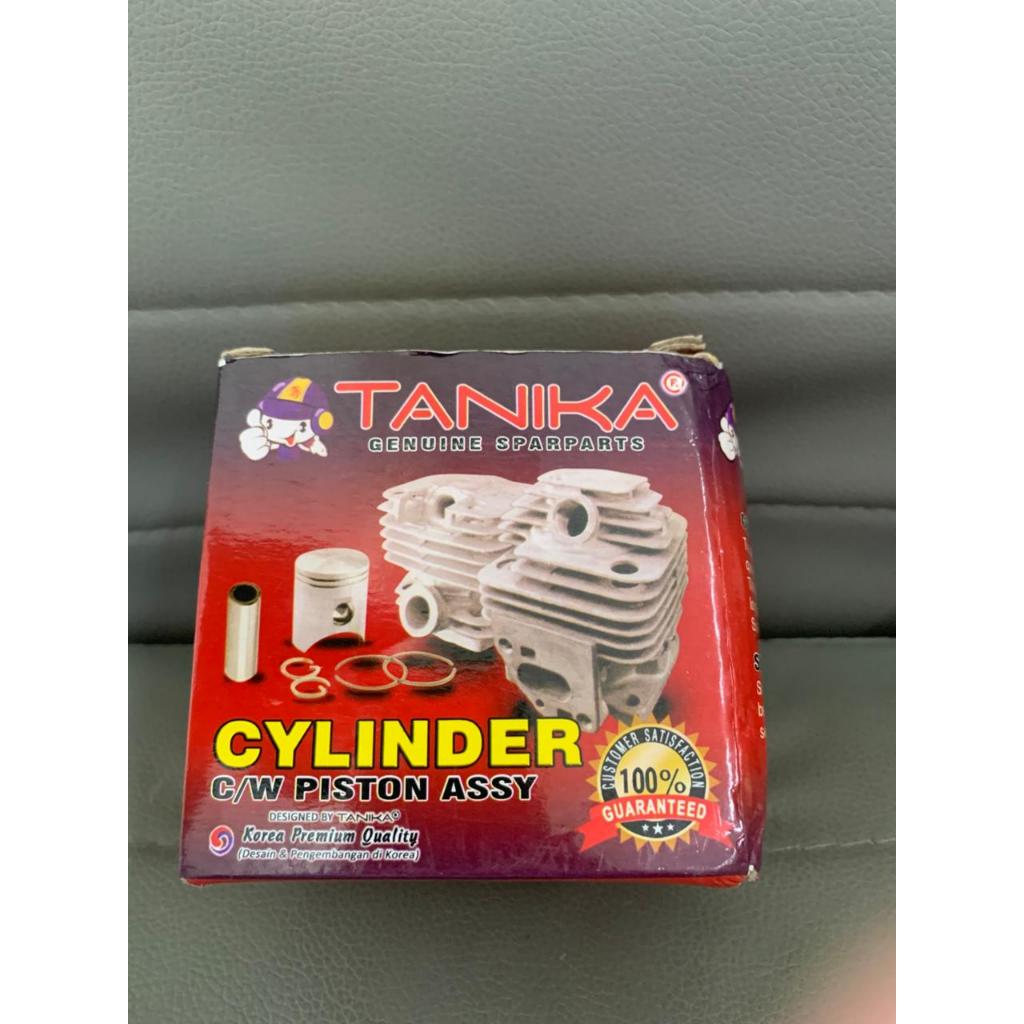 TANIKA®
GENUINE SPARPARTS
CYLINDER
C/W PISTON ASSY
DESIGNED BY TANIKA®
Korea Premium Quality
(Desain & Pengembangan di Korea)
CUSTOMER SATISFACTION
100%
GUARANTEED